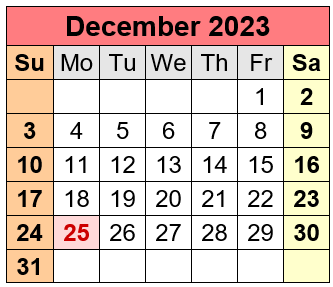 December 2023
Su Mo Tu We Th Fr Sa
1 2
3 4 5 6 7 8 9
10 11 12 13 14 15 16
17 18 19 20 21 22 23
24 25 26 27 28 29 30
31